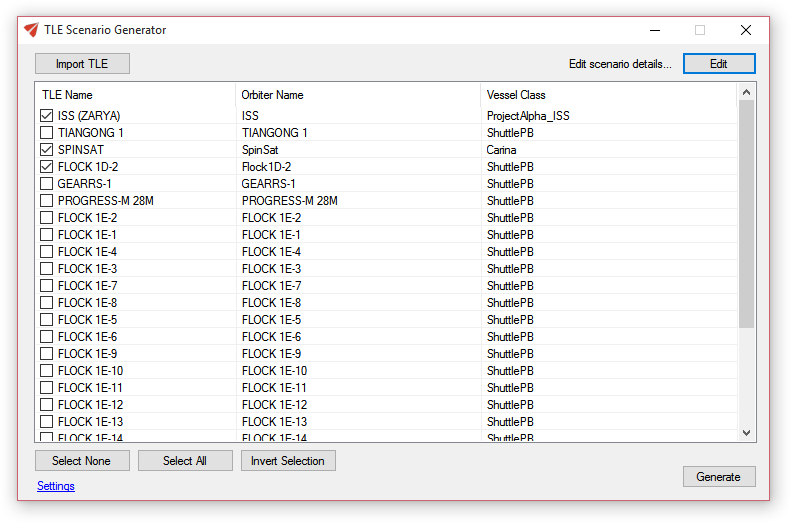 TLE Scenario Generator
Import TLE Edit scenario details... Edit
TLE Name Orbiter Name Vessel Class
ISS (ZARYA) ISS ProjectAlpha_ISS
TIANGONG 1 TIANGONG 1 ShuttlePB
SPINSAT SpinSat Carina
FLOCK 1D-2 Flock1D-2 ShuttlePB
GEARRS-1 GEARRS-1 ShuttlePB
PROGRESS-M 28M PROGRESS-M 28M ShuttlePB
FLOCK 1E-2 FLOCK 1E-2 ShuttlePB
FLOCK 1E-1 FLOCK 1E-1 ShuttlePB
FLOCK 1E-4 FLOCK 1E-4 ShuttlePB
FLOCK 1E-3 FLOCK 1E-3 ShuttlePB
FLOCK 1E-7 FLOCK 1E-7 ShuttlePB
FLOCK 1E-8 FLOCK 1E-8 ShuttlePB
FLOCK 1E-5 FLOCK 1E-5 ShuttlePB
FLOCK 1E-6 FLOCK 1E-6 ShuttlePB
FLOCK 1E-9 FLOCK 1E-9 ShuttlePB
FLOCK 1E-10 FLOCK 1E-10 ShuttlePB
FLOCK 1E-11 FLOCK 1E-11 ShuttlePB
FLOCK 1E-12 FLOCK 1E-12 ShuttlePB
FLOCK 1E-13 FLOCK 1E-13 ShuttlePB
FLOCK 1E-14 FLOCK 1E-14 ShuttlePB
Select None Select All Invert Selection
Generate
Settings